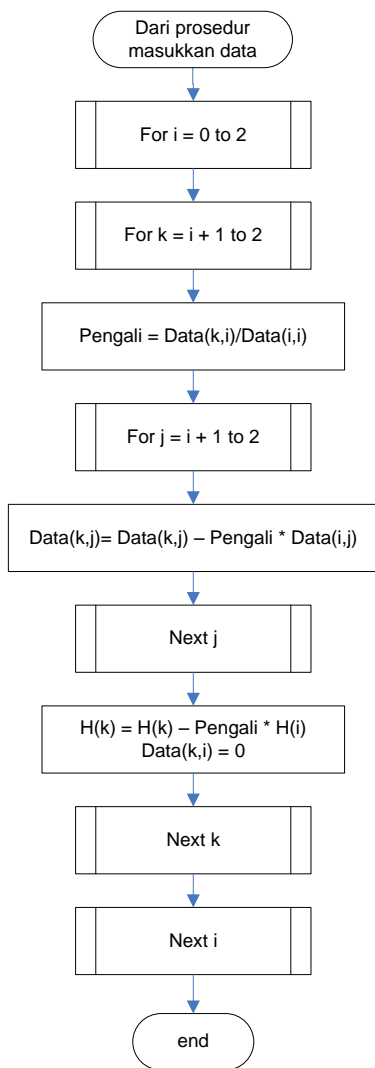 Dari prosedur
masukkan data
For i = 0 to 2
For k = i + 1 to 2
Pengali = Data(k,i)/Data(i,i)
For j = i + 1 to 2
Data(k,j)= Data(k,j) – Pengali * Data(i,j)
Next j
H(k) = H(k) – Pengali * H(i)
Data(k,i) = 0
Next k
Next i
end